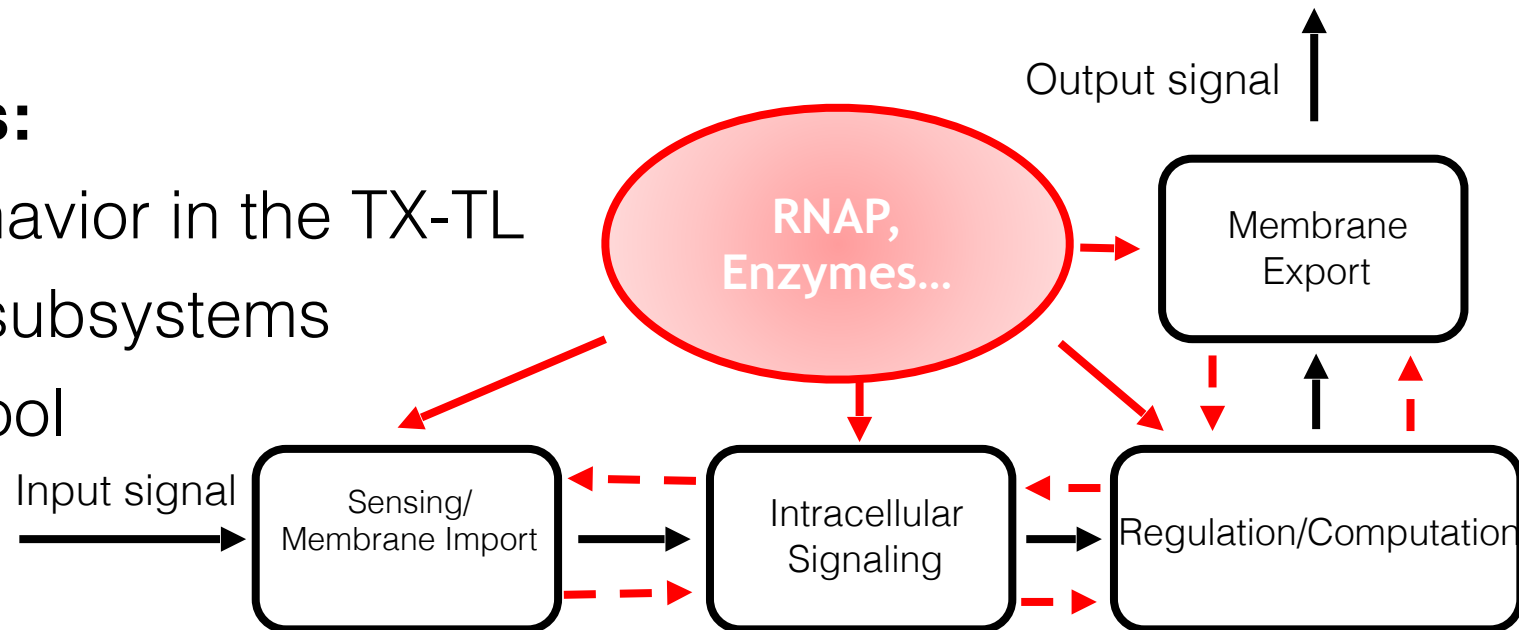 s:
Output signal
RNAP,
Enzymes...
Membrane
Export
navior in the TX-TL
subsystems
ool
Input signal
Sensing/
Membrane Import
Intracellular
Signaling
Regulation/Computation